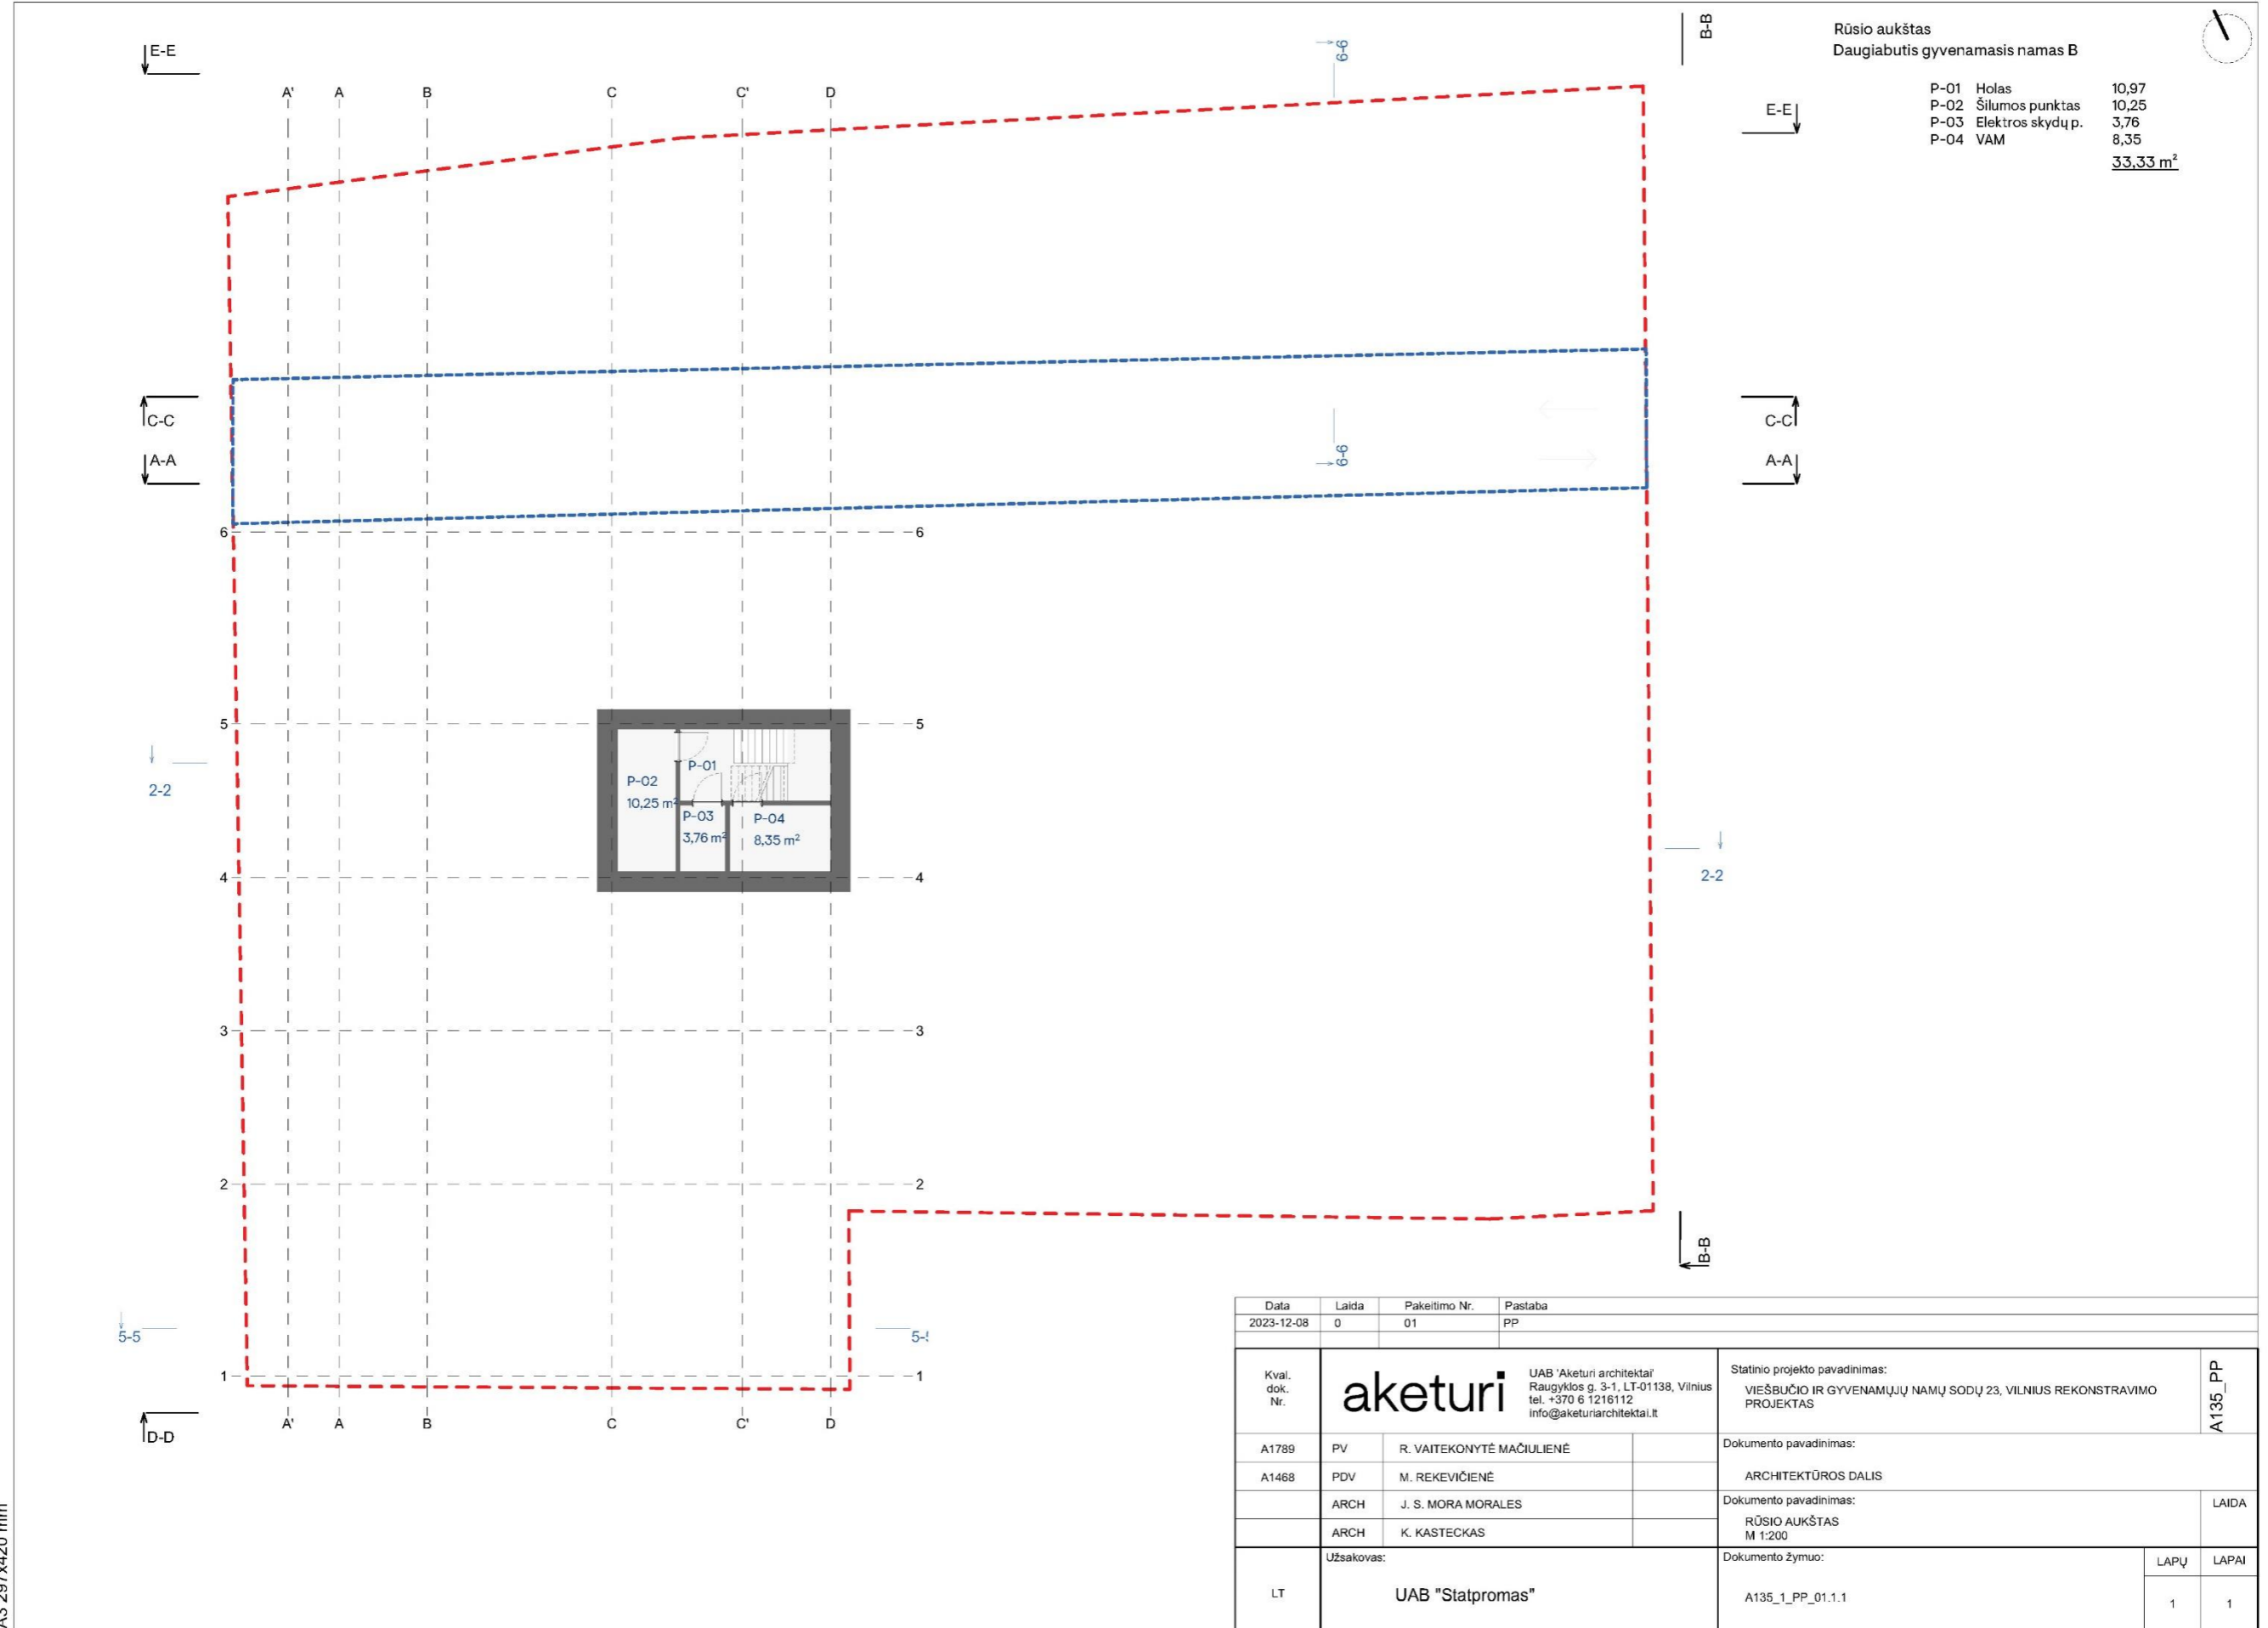 E-E
A' A B C C' D
6-6
B-B
Rūsio aukštas
Daugiabutis gyvenamasis namas B
P-01 Holas 10,97
P-02 Šilumos punktas 10,25
P-03 Elektros skydų p. 3,76
P-04 VAM 8,35
33,33 m²
E-E
C-C
A-A
6-6
C-C
A-A
6 6
5 5
P-01
P-02
10,25 m²
P-03
3,76 m²
P-04
8,35 m²
2-2
4 4
2-2
3 3
2 2
B-B
5-5
1 1
A' A B C C' D
D-D
A3 297x420 mm
Data Laida Pakeitimo Nr. Pastaba
2023-12-08 0 01 PP
Kval.
dok.
Nr.
aketuri
UAB 'Aketuri architektai'
Raugyklos g. 3-1, LT-01138, Vilnius
tel. +370 6 1216112
info@aketuriarchitektai.lt
Statinio projekto pavadinimas:
VIEŠBUČIO IR GYVENAMŲJŲ NAMŲ SODŲ 23, VILNIUS REKONSTRAVIMO
PROJEKTAS
A135_PP
A1789 PV R. VAITEKONYTĖ MAČIULIENĖ
A1468 PDV M. REKEVIČIENĖ
ARCH J. S. MORA MORALES
ARCH K. KASTECKAS
Dokumento pavadinimas:
ARCHITEKTŪROS DALIS
Dokumento pavadinimas:
RŪSIO AUKŠTAS
M 1:200
LAIDA
LT
Užsakovas:
UAB "Statpromas"
Dokumento žymuo:
A135_1_PP_01.1.1
LAPŲ LAPAI
1 1